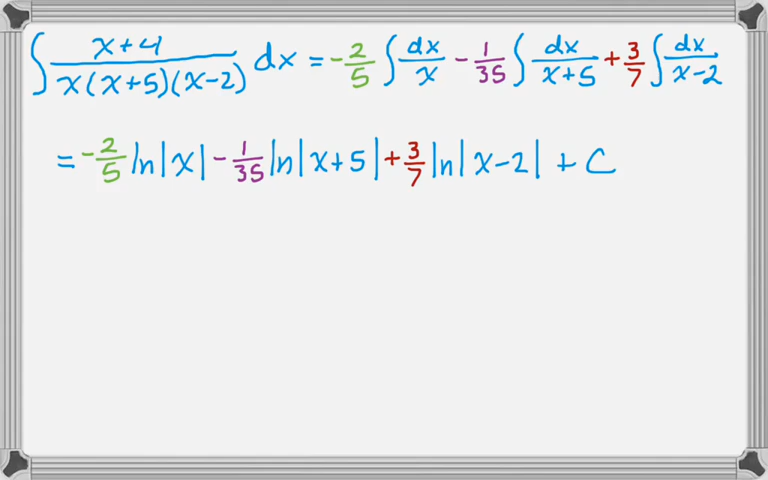 ∫ x+4 / x(x+5)(x-2) dx = -2/5 ∫ dx/x - 1/35 ∫ dx/x+5 + 3/7 ∫ dx/x-2
= -2/5 ln|x| - 1/35 ln|x+5| + 3/7 ln|x-2| + C